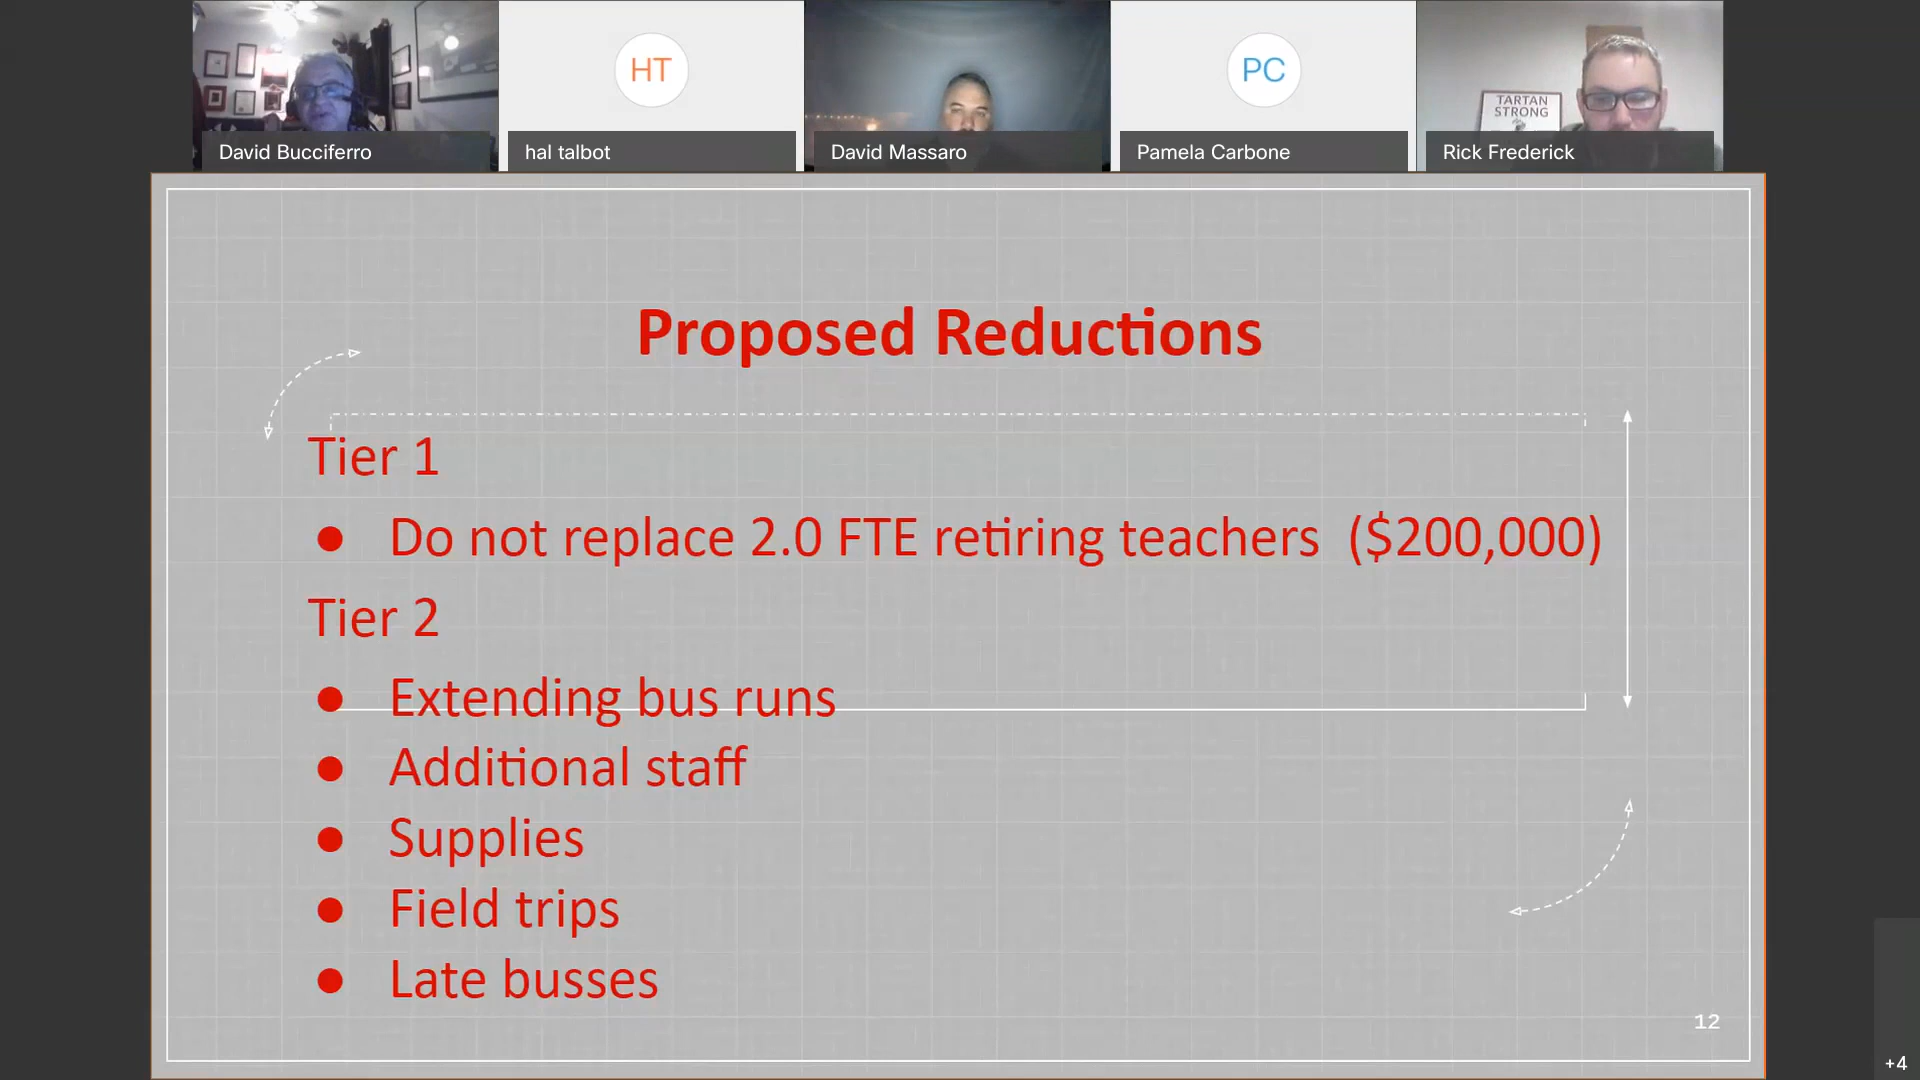 HT
PC
TARTAN
STRONG
David Bucciferro
hal talbot
David Massaro
Pamela Carbone
Rick Frederick
Proposed Reductions
Tier 1
● Do not replace 2.0 FTE retiring teachers ($200,000)
Tier 2
● Extending bus runs
● Additional staff
● Supplies
● Field trips
● Late busses
12
+4